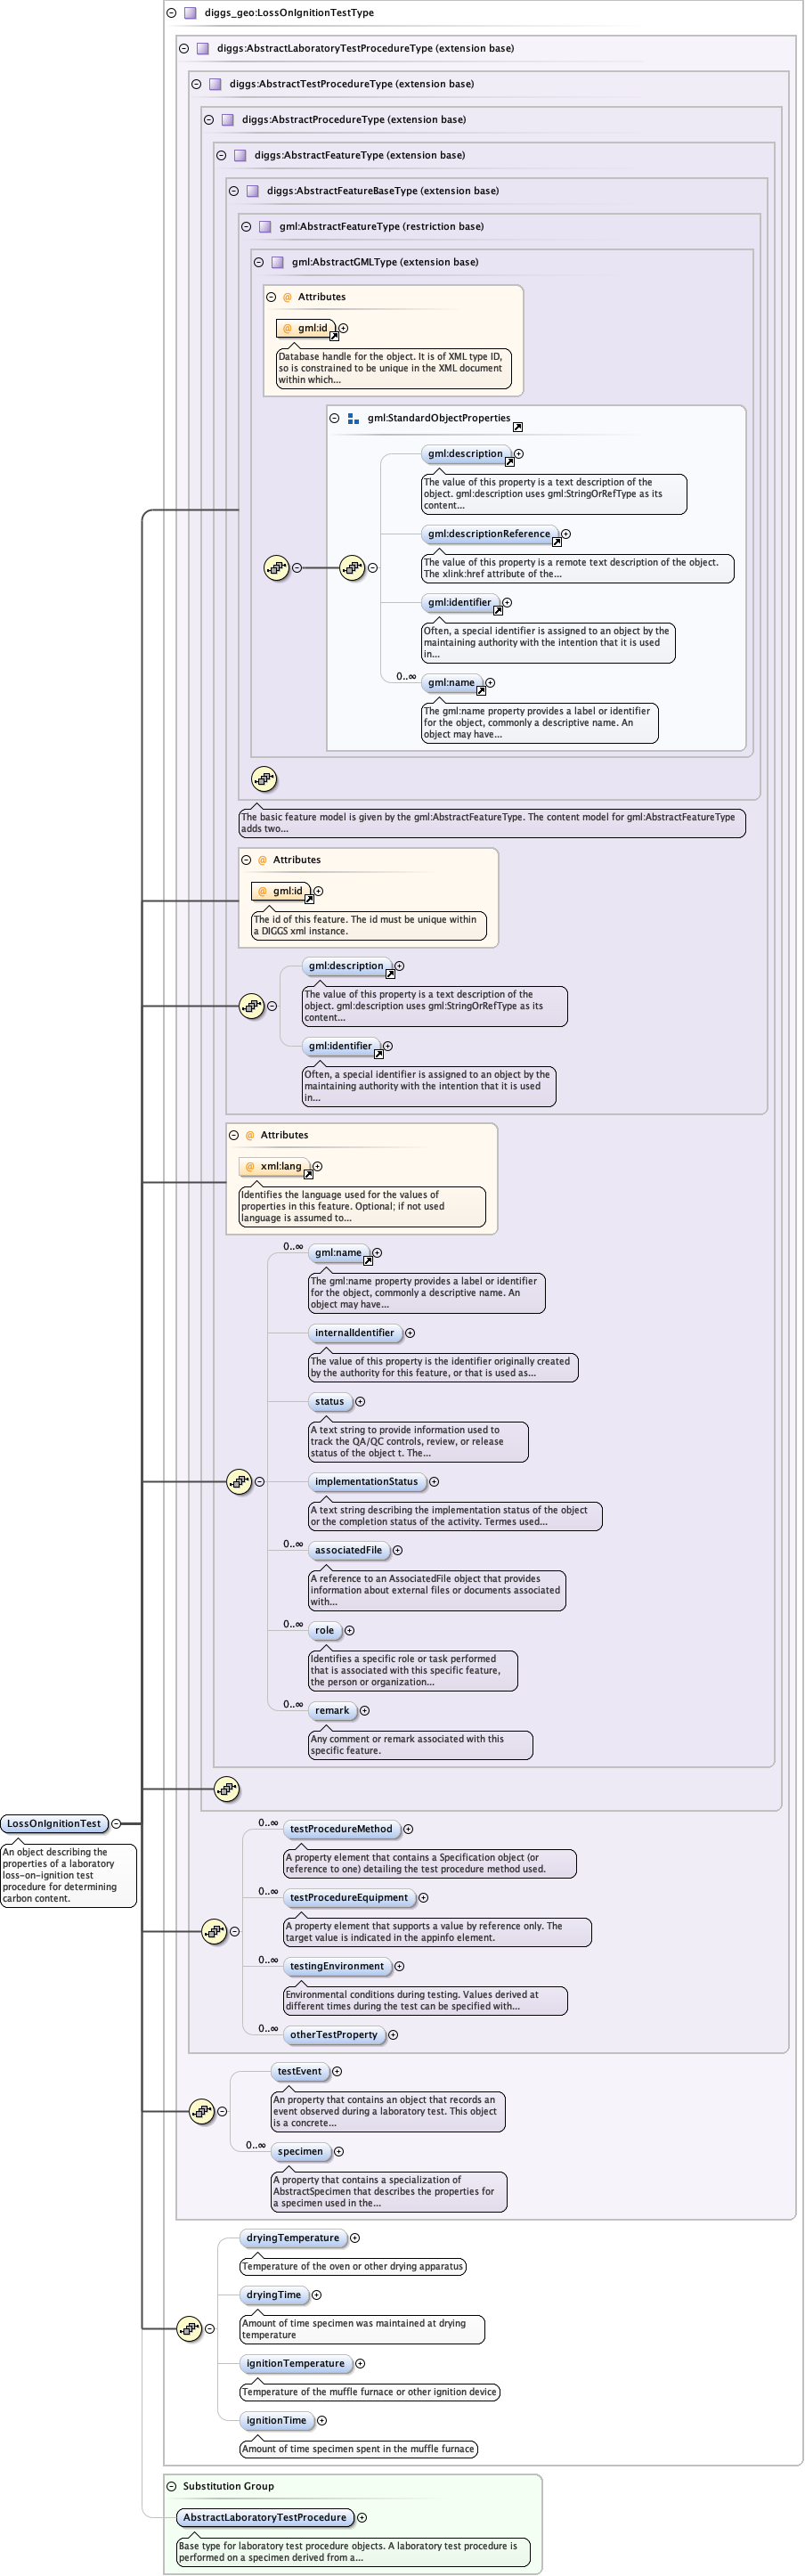 diggs_geo:LossOnIgnitionTestType
diggs:AbstractLaboratoryTestProcedureType (extension base)
diggs:AbstractTestProcedureType (extension base)
diggs:AbstractProcedureType (extension base)
diggs:AbstractFeatureType (extension base)
diggs:AbstractFeatureBaseType (extension base)
gml:AbstractFeatureType (restriction base)
gml:AbstractGMLType (extension base)
@ Attributes
@ gml:id
Database handle for the object. It is of XML type ID,
so is constrained to be unique in the XML document
within which...
gml:StandardObjectProperties
gml:description
The value of this property is a text description of the
object. gml:description uses gml:StringOrRefType as its
content...
gml:descriptionReference
The value of this property is a remote text description of the object.
The xlink:href attribute of the...
gml:identifier
Often, a special identifier is assigned to an object by the
maintaining authority with the intention that it is used
in...
0..∞
gml:name
The gml:name property provides a label or identifier
for the object, commonly a descriptive name. An
object may have...
The basic feature model is given by the gml:AbstractFeatureType. The content model for gml:AbstractFeatureType
adds two...
@ Attributes
@ gml:id
The id of this feature. The id must be unique within
a DIGGS xml instance.
gml:description
The value of this property is a text description of the
object. gml:description uses gml:StringOrRefType as its
content...
gml:identifier
Often, a special identifier is assigned to an object by the
maintaining authority with the intention that it is used
in...
@ Attributes
@ xml:lang
Identifies the language used for the values of
properties in this feature. Optional; if not used
language is assumed to...
0..∞
gml:name
The gml:name property provides a label or identifier
for the object, commonly a descriptive name. An
object may have...
internalIdentifier
The value of this property is the identifier originally created
by the authority for this feature, or that is used as...
status
A text string to provide information used to
track the QA/QC controls, review, or release
status of the object t. The...
implementationStatus
A text string describing the implementation status of the object
or the completion status of the activity. Termes used...
0..∞
associatedFile
A reference to an AssociatedFile object that provides
information about external files or documents associated
with...
0..∞
role
Identifies a specific role or task performed
that is associated with this specific feature,
the person or organization...
0..∞
remark
Any comment or remark associated with this
specific feature.
LossOnIgnitionTest
An object describing the
properties of a laboratory
loss-on-ignition test
procedure for determining
carbon content.
0..∞
testProcedureMethod
A property element that contains a Specification object (or
reference to one) detailing the test procedure method used.
0..∞
testProcedureEquipment
A property element that supports a value by reference only. The
target value is indicated in the appinfo element.
0..∞
testingEnvironment
Environmental conditions during testing. Values derived at
different times during the test can be specified with...
0..∞
otherTestProperty
testEvent
An property that contains an object that records an
event observed during a laboratory test. This object
is a concrete...
0..∞
specimen
A property that contains a specialization of
AbstractSpecimen that describes the properties for
a specimen used in the...
dryingTemperature
Temperature of the oven or other drying apparatus
dryingTime
Amount of time specimen was maintained at drying
temperature
ignitionTemperature
Temperature of the muffle furnace or other ignition device
ignitionTime
Amount of time specimen spent in the muffle furnace
Substitution Group
AbstractLaboratoryTestProcedure
Base type for laboratory test procedure objects. A laboratory test procedure is
performed on a specimen derived from a...